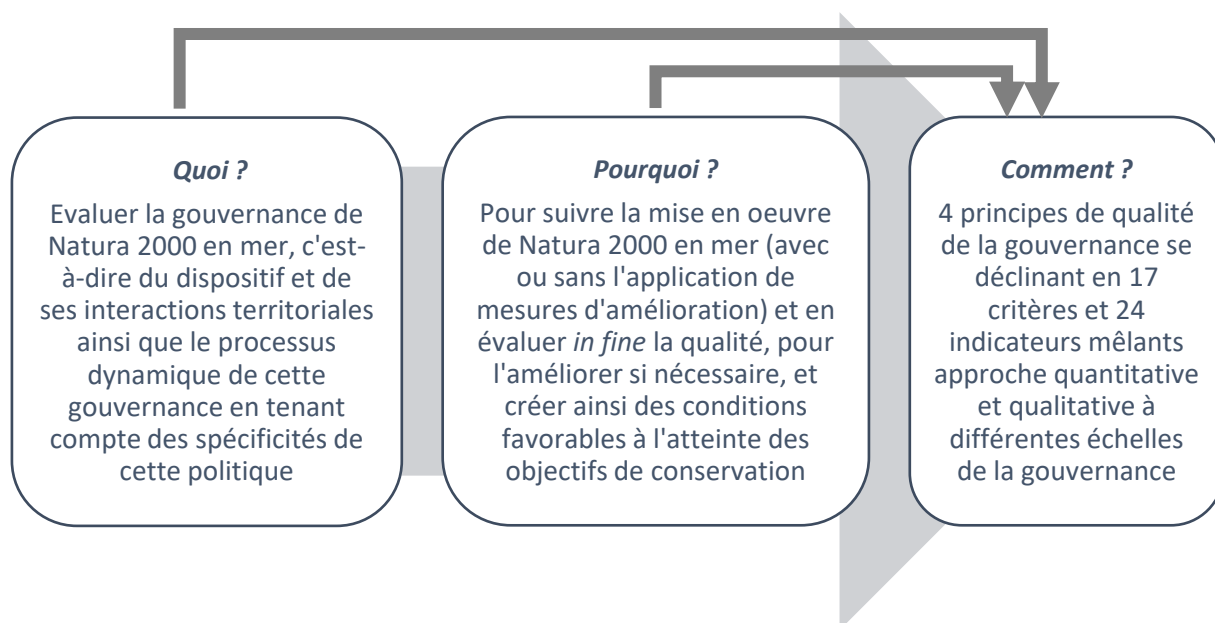 Quoi ?
Evaluer la gouvernance de
Natura 2000 en mer, c'est-
à-dire du dispositif et de
ses interactions territoriales
ainsi que le processus
dynamique de cette
gouvernance en tenant
compte des spécificités de
cette politique
Pourquoi ?
Pour suivre la mise en oeuvre
de Natura 2000 en mer (avec
ou sans l'application de
mesures d'amélioration) et en
évaluer in fine la qualité, pour
l'améliorer si nécessaire, et
créer ainsi des conditions
favorables à l'atteinte des
objectifs de conservation
Comment ?
4 principes de qualité
de la gouvernance se
déclinant en 17
critères et 24
indicateurs mêlants
approche quantitative
et qualitative à
différentes échelles
de la gouvernance